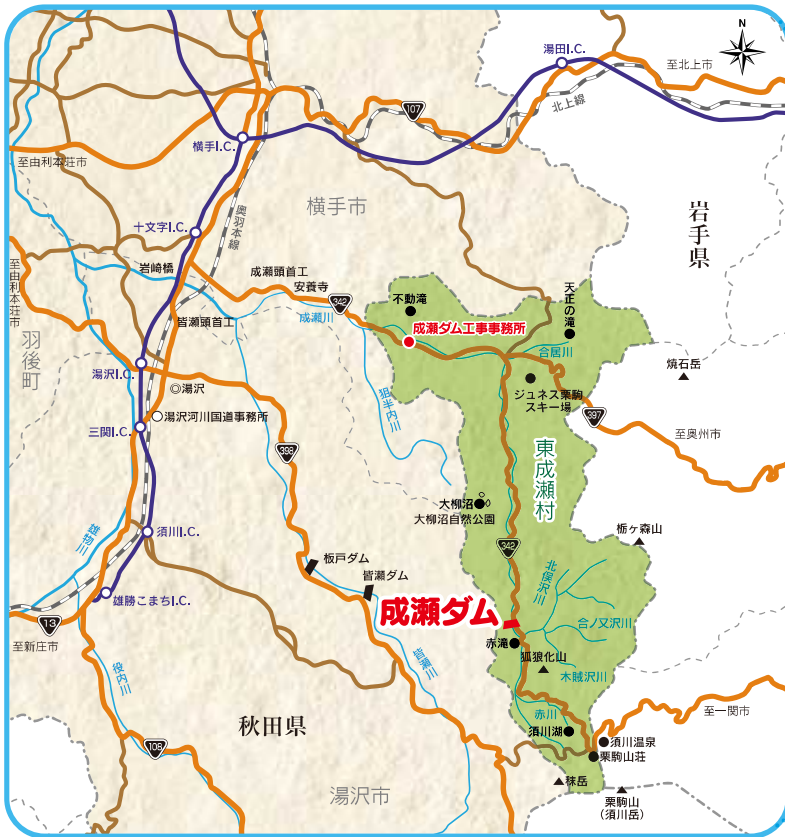 N
湯田I.C.
至北上市
北上線
107
横手I.C.
至由利本荘市
奥羽本線
横手市
岩手県
十文字I.C.
岩崎橋
成瀬頭首工
安養寺
至由利本荘市
342
成瀬川
不動滝
天正の滝
成瀬ダム工事事務所
合居川
皆瀬頭首工
羽後町
湯沢I.C.
◎湯沢
狙半内川
ジュネス栗駒
スキー場
焼石岳
397
至奥州市
湯沢河川国道事務所
三関I.C.
398
東成瀬村
大柳沼
大柳沼自然公園
須川I.C.
雄物川
342
栃ヶ森山
北俣沢川
板戸ダム
皆瀬ダム
雄勝こまちI.C.
成瀬ダム
合ノ又沢川
13
至新庄市
赤滝
狐狼化山
木賊沢川
役内川
皆瀬川
赤川
至一関市
秋田県
須川湖
須川温泉
栗駒山荘
108
秣岳
湯沢市
栗駒山
(須川岳)